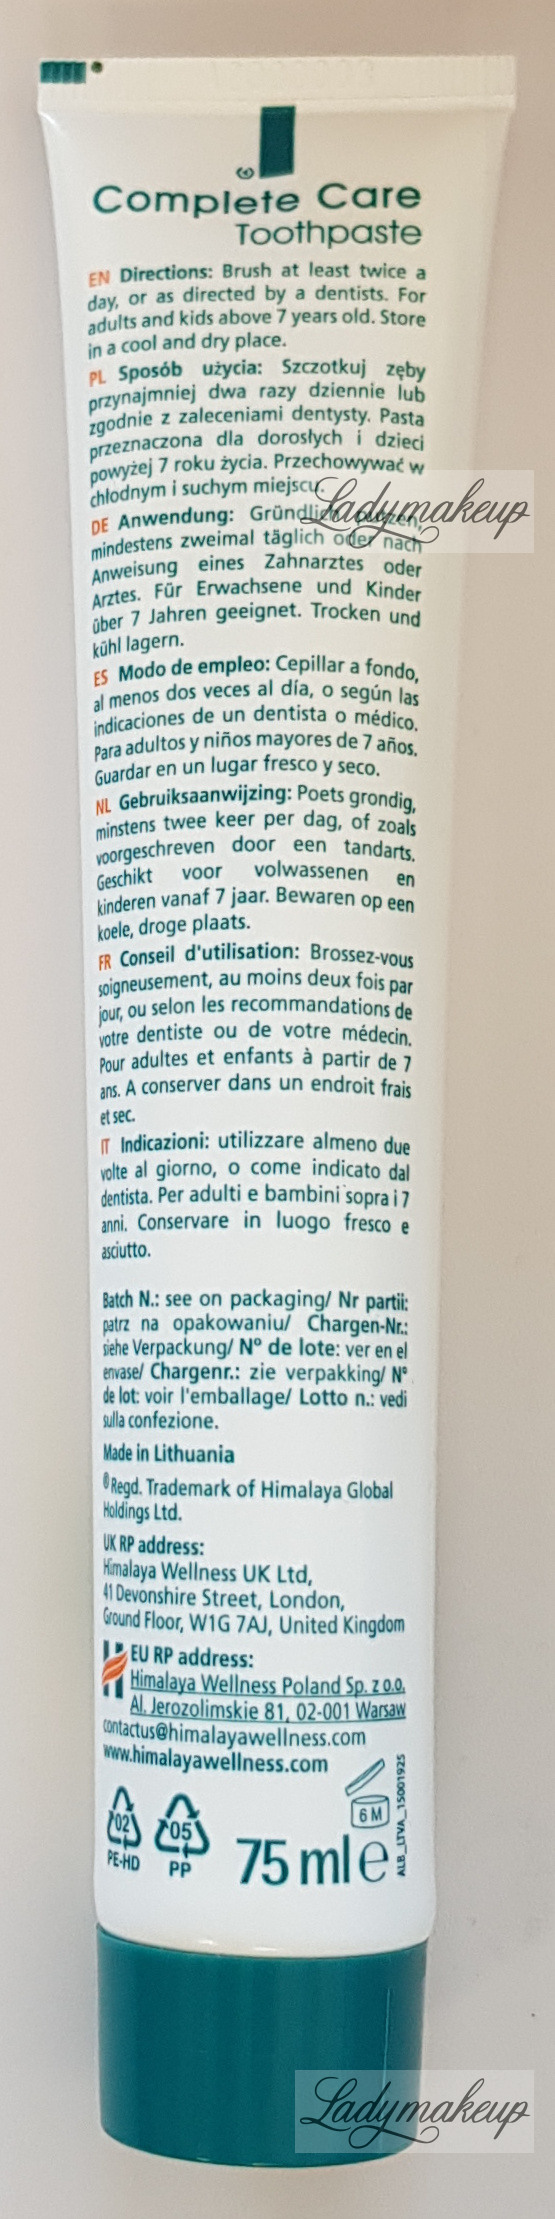 Complete Care
Toothpaste
EN Directions: Brush at least twice a
day, or as directed by a dentists. For
adults and kids above 7 years old. Store
in a cool and dry place.
PL Sposób użycia: Szczotkuj zęby
przynajmniej dwa razy dziennie lub
zgodnie z zaleceniami dentysty. Pasta
przeznaczona dla dorosłych i dzieci
powyżej 7 roku życia. Przechowywać w
chłodnym i suchym miejscu.
Ladymakeup
DE Anwendung: Gründlich putzen,
mindestens zweimal täglich oder nach
Anweisung eines Zahnarztes oder
Arztes. Für Erwachsene und Kinder
über 7 Jahren geeignet. Trocken und
kühl lagern.
ES Modo de empleo: Cepillar a fondo,
al menos dos veces al día, o según las
indicaciones de un dentista o médico.
Para adultos y niños mayores de 7 años.
Guardar en un lugar fresco y seco.
NL Gebruiksaanwijzing: Poets grondig,
minstens twee keer per dag, of zoals
voorgeschreven door een tandarts.
Geschikt voor volwassenen en
kinderen vanaf 7 jaar. Bewaren op een
koele, droge plaats.
FR Conseil d'utilisation: Brossez-vous
soigneusement, au moins deux fois par
jour, ou selon les recommandations de
votre dentiste ou de votre médecin.
Pour adultes et enfants à partir de 7
ans. A conserver dans un endroit frais
et sec.
IT Indicazioni: utilizzare almeno due
volte al giorno, o come indicato dal
dentista. Per adulti e bambini sopra i 7
anni. Conservare in luogo fresco e
asciutto.
Batch N.: see on packaging/ Nr partii:
patrz na opakowaniu/ Chargen-Nr.:
siehe Verpackung/ Nº de lote: ver en el
envase/ Chargenr.: zie verpakking/ N°
de lot: voir l'emballage/ Lotto n.: vedi
sulla confezione.
Made in Lithuania
®Regd. Trademark of Himalaya Global
Holdings Ltd.
UK RP address:
Himalaya Wellness UK Ltd,
41 Devonshire Street, London,
Ground Floor, W1G 7AJ, United Kingdom
EU RP address:
Himalaya Wellness Poland Sp. z o.o.
Al. Jerozolimskie 81, 02-001 Warsaw
contactus@himalayawellness.com
www.himalayawellness.com
02
PE-HD
05
PP
75 ml e
6 M
ALB_LTVA_15001925
Ladymakeup